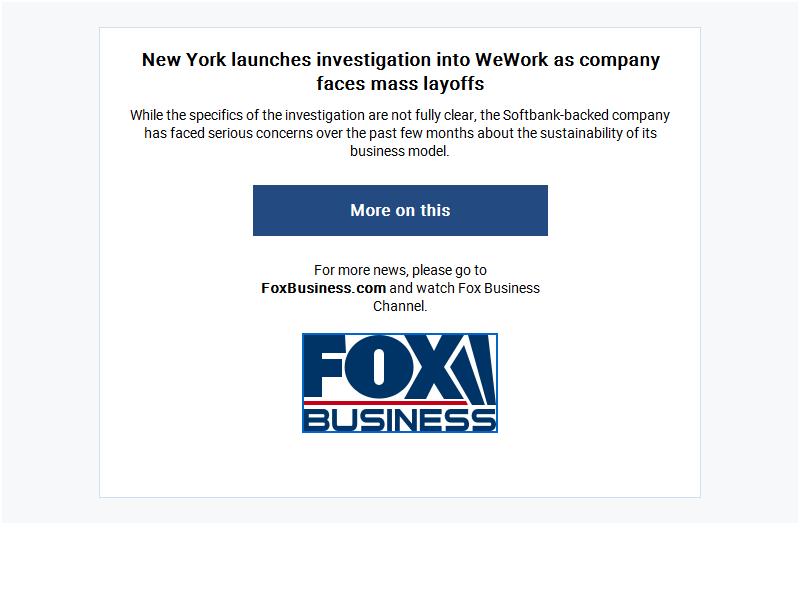 New York launches investigation into WeWork as company
faces mass layoffs
While the specifics of the investigation are not fully clear, the Softbank-backed company
has faced serious concerns over the past few months about the sustainability of its
business model.
More on this
For more news, please go to
FoxBusiness.com and watch Fox Business
Channel.
FOX
BUSINESS